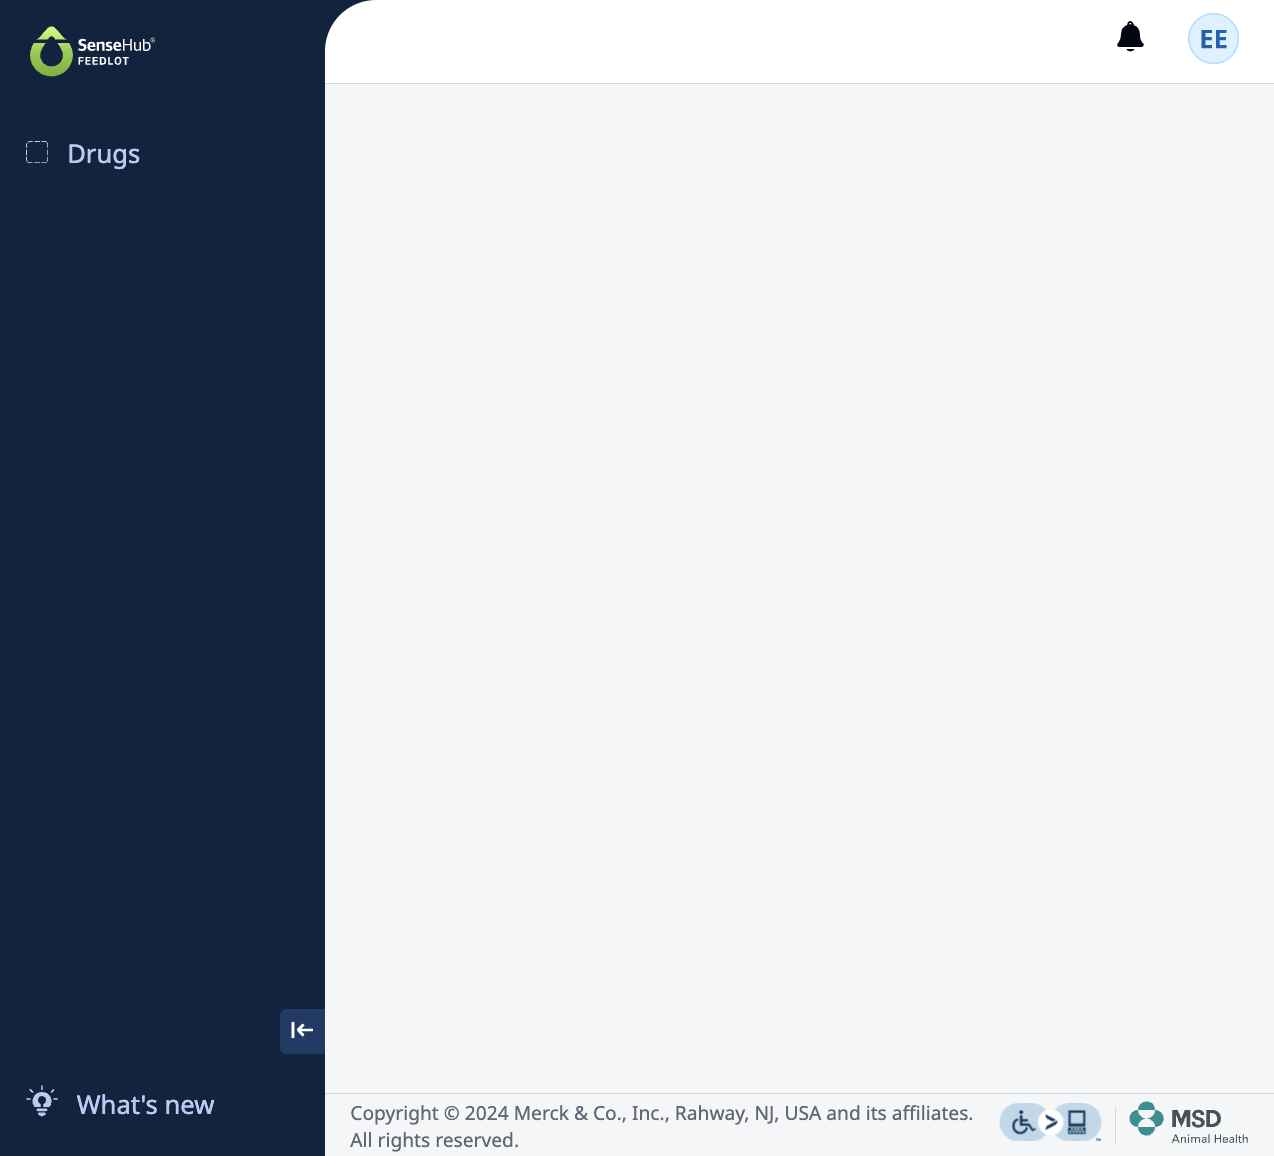 SenseHub®
FEEDLOT
EE
Drugs
What's new
Copyright © 2024 Merck & Co., Inc., Rahway, NJ, USA and its affiliates.
All rights reserved.
MSD
Animal Health